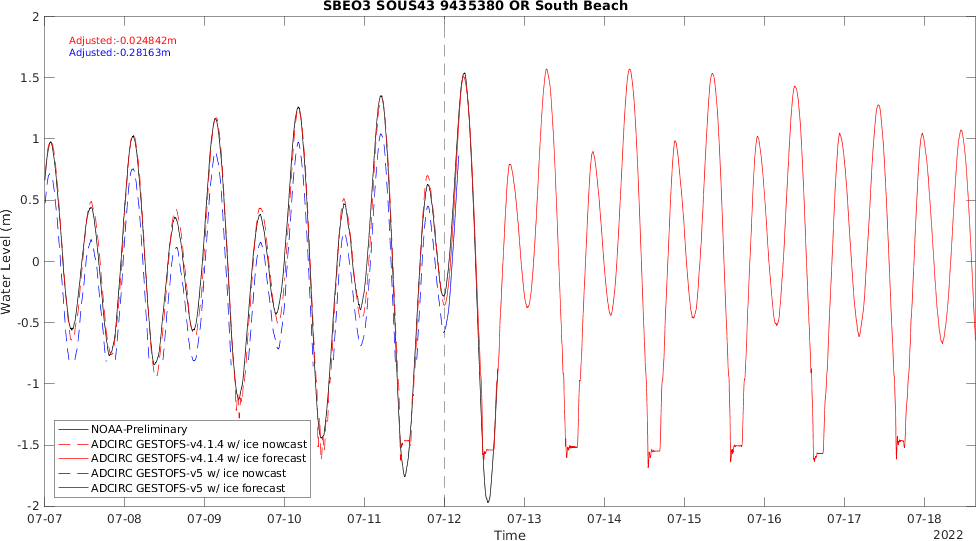 SBEO3 SOUS43 9435380 OR South Beach
Adjusted:-0.024842m
Adjusted:-0.28163m
2
1.5
1
0.5
0
-0.5
-1
-1.5
-2
Water Level (m)
NOAA-Preliminary
ADCIRC GESTOFS-v4.1.4 w/ ice nowcast
ADCIRC GESTOFS-v4.1.4 w/ ice forecast
ADCIRC GESTOFS-v5 w/ ice nowcast
ADCIRC GESTOFS-v5 w/ ice forecast
07-07 07-08 07-09 07-10 07-11 07-12 07-13 07-14 07-15 07-16 07-17 07-18
Time
2022